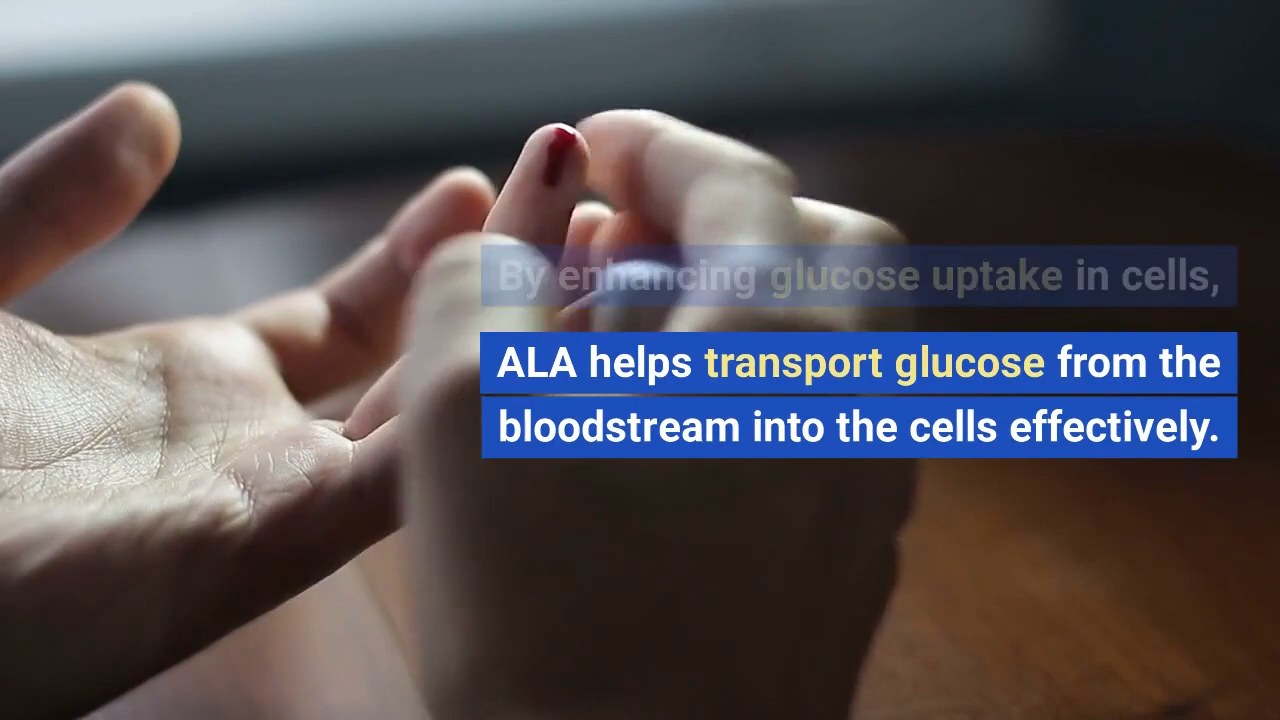 By enhancing glucose uptake in cells,
ALA helps transport glucose from the
bloodstream into the cells effectively.